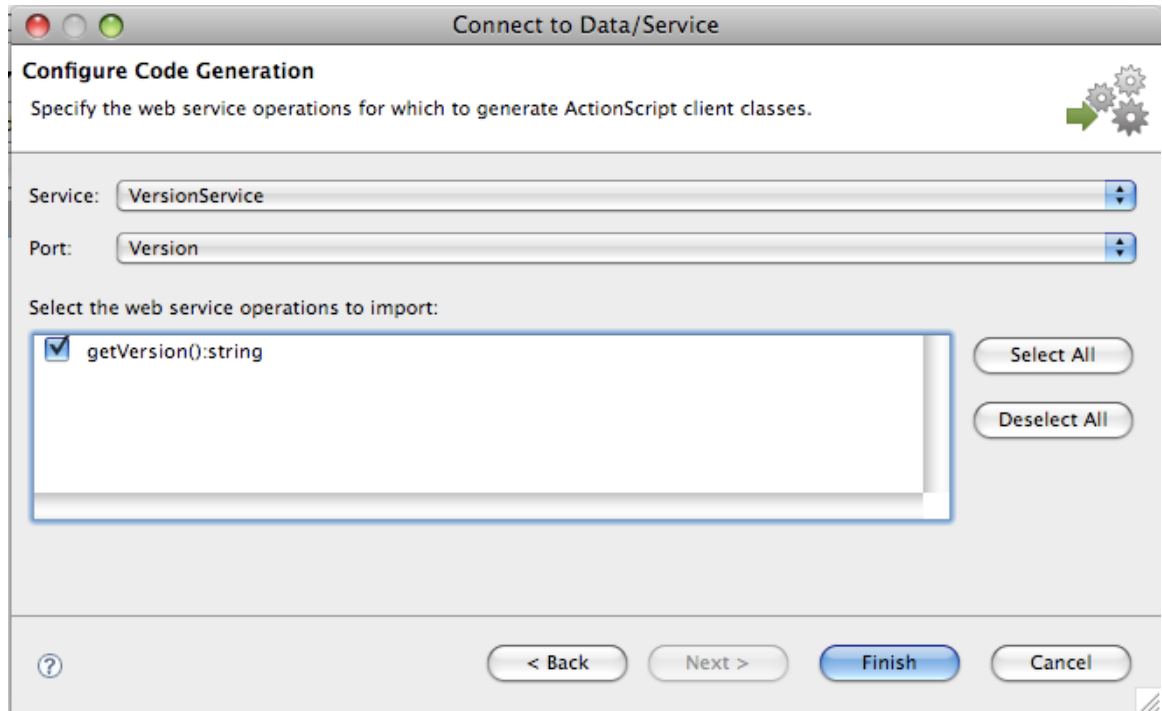 Connect to Data/Service
Configure Code Generation
Specify the web service operations for which to generate ActionScript client classes.
Service: VersionService
Port: Version
Select the web service operations to import:
getVersion():string
Select All
Deselect All
?
< Back Next > Finish Cancel